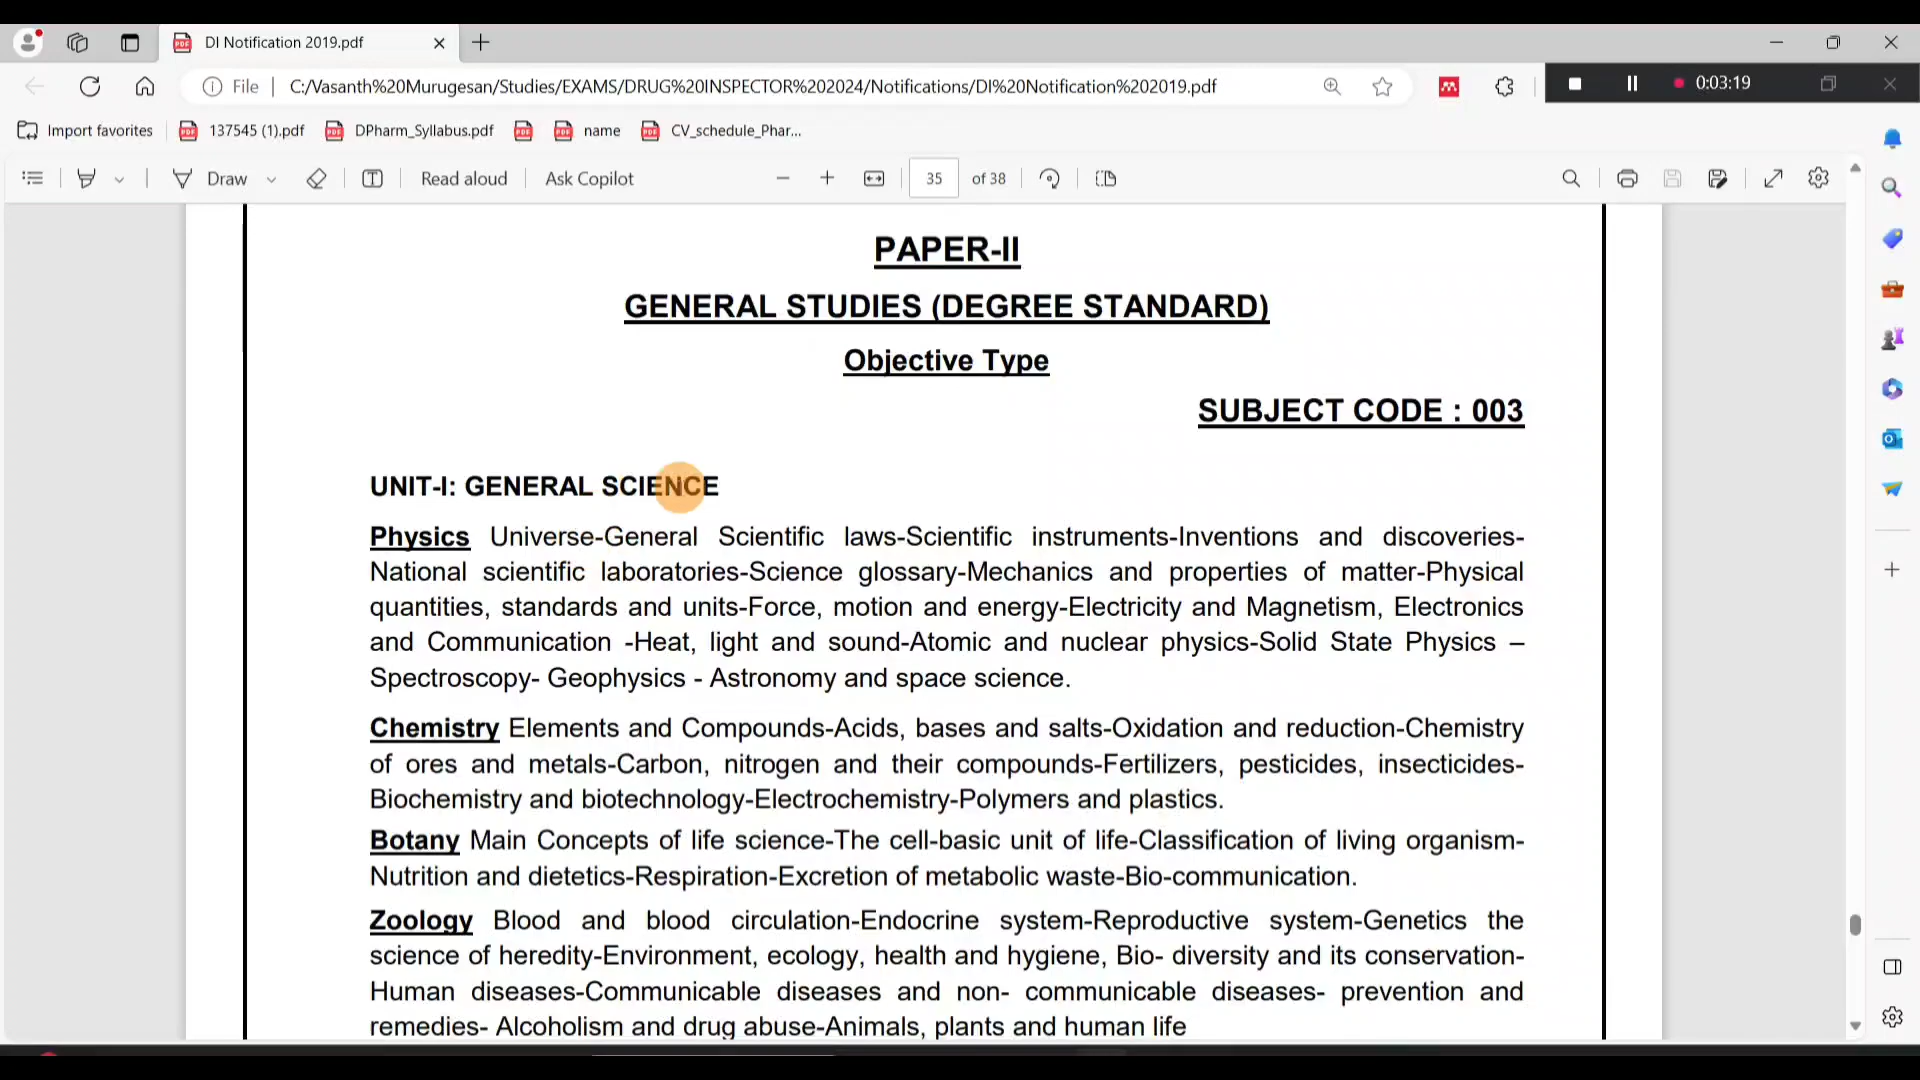 DI Notification 2019.pdf
File
C:/Vasanth%20Murugesan/Studies/EXAMS/DRUG%20INSPECTOR%202024/Notifications/DI%20Notification%202019.pdf
0:03:19
Import favorites
137545 (1).pdf
DPharm_Syllabus.pdf
name
CV_schedule_Phar...
Draw
Read aloud
Ask Copilot
35
of 38
PAPER-II
GENERAL STUDIES (DEGREE STANDARD)
Objective Type
SUBJECT CODE : 003
UNIT-I: GENERAL SCIENCE
Physics Universe-General Scientific laws-Scientific instruments-Inventions and discoveries-
National scientific laboratories-Science glossary-Mechanics and properties of matter-Physical
quantities, standards and units-Force, motion and energy-Electricity and Magnetism, Electronics
and Communication -Heat, light and sound-Atomic and nuclear physics-Solid State Physics –
Spectroscopy- Geophysics - Astronomy and space science.
Chemistry Elements and Compounds-Acids, bases and salts-Oxidation and reduction-Chemistry
of ores and metals-Carbon, nitrogen and their compounds-Fertilizers, pesticides, insecticides-
Biochemistry and biotechnology-Electrochemistry-Polymers and plastics.
Botany Main Concepts of life science-The cell-basic unit of life-Classification of living organism-
Nutrition and dietetics-Respiration-Excretion of metabolic waste-Bio-communication.
Zoology Blood and blood circulation-Endocrine system-Reproductive system-Genetics the
science of heredity-Environment, ecology, health and hygiene, Bio- diversity and its conservation-
Human diseases-Communicable diseases and non- communicable diseases- prevention and
remedies- Alcoholism and drug abuse-Animals, plants and human life